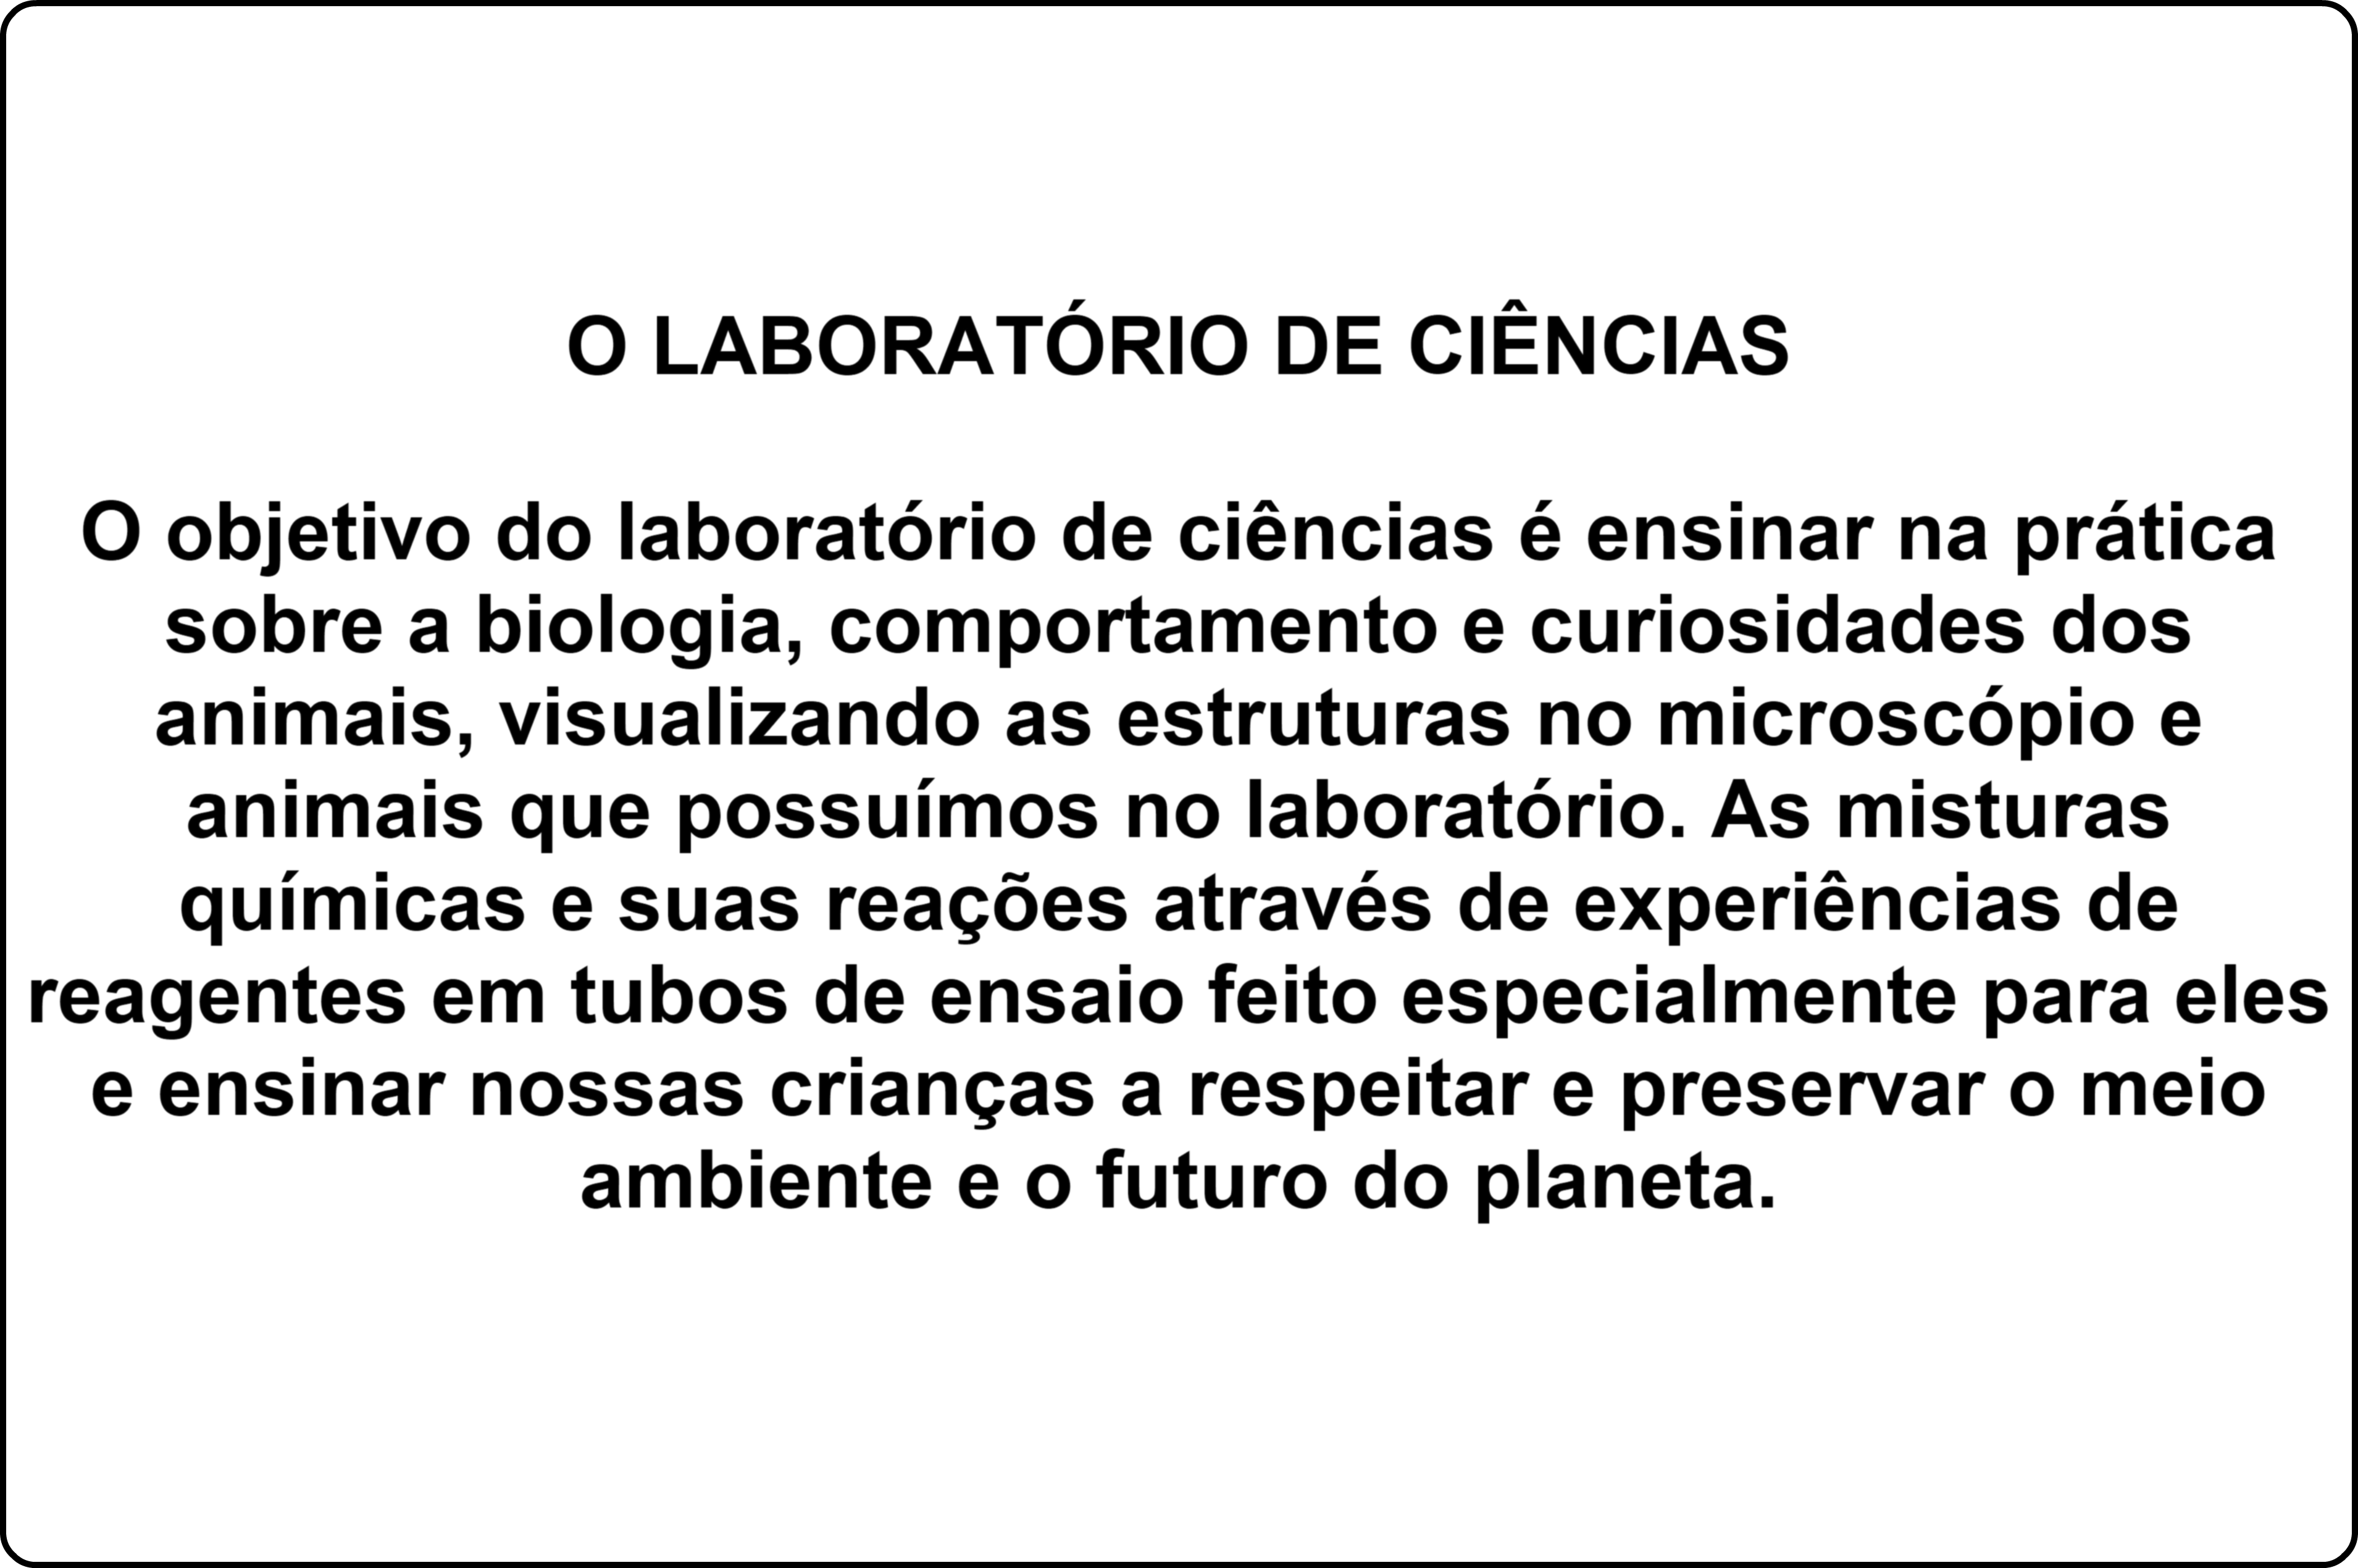 O LABORATÓRIO DE CIÊNCIAS
O objetivo do laboratório de ciências é ensinar na prática
sobre a biologia, comportamento e curiosidades dos
animais, visualizando as estruturas no microscópio e
animais que possuímos no laboratório. As misturas
químicas e suas reações através de experiências de
reagentes em tubos de ensaio feito especialmente para eles
e ensinar nossas crianças a respeitar e preservar o meio
ambiente e o futuro do planeta.